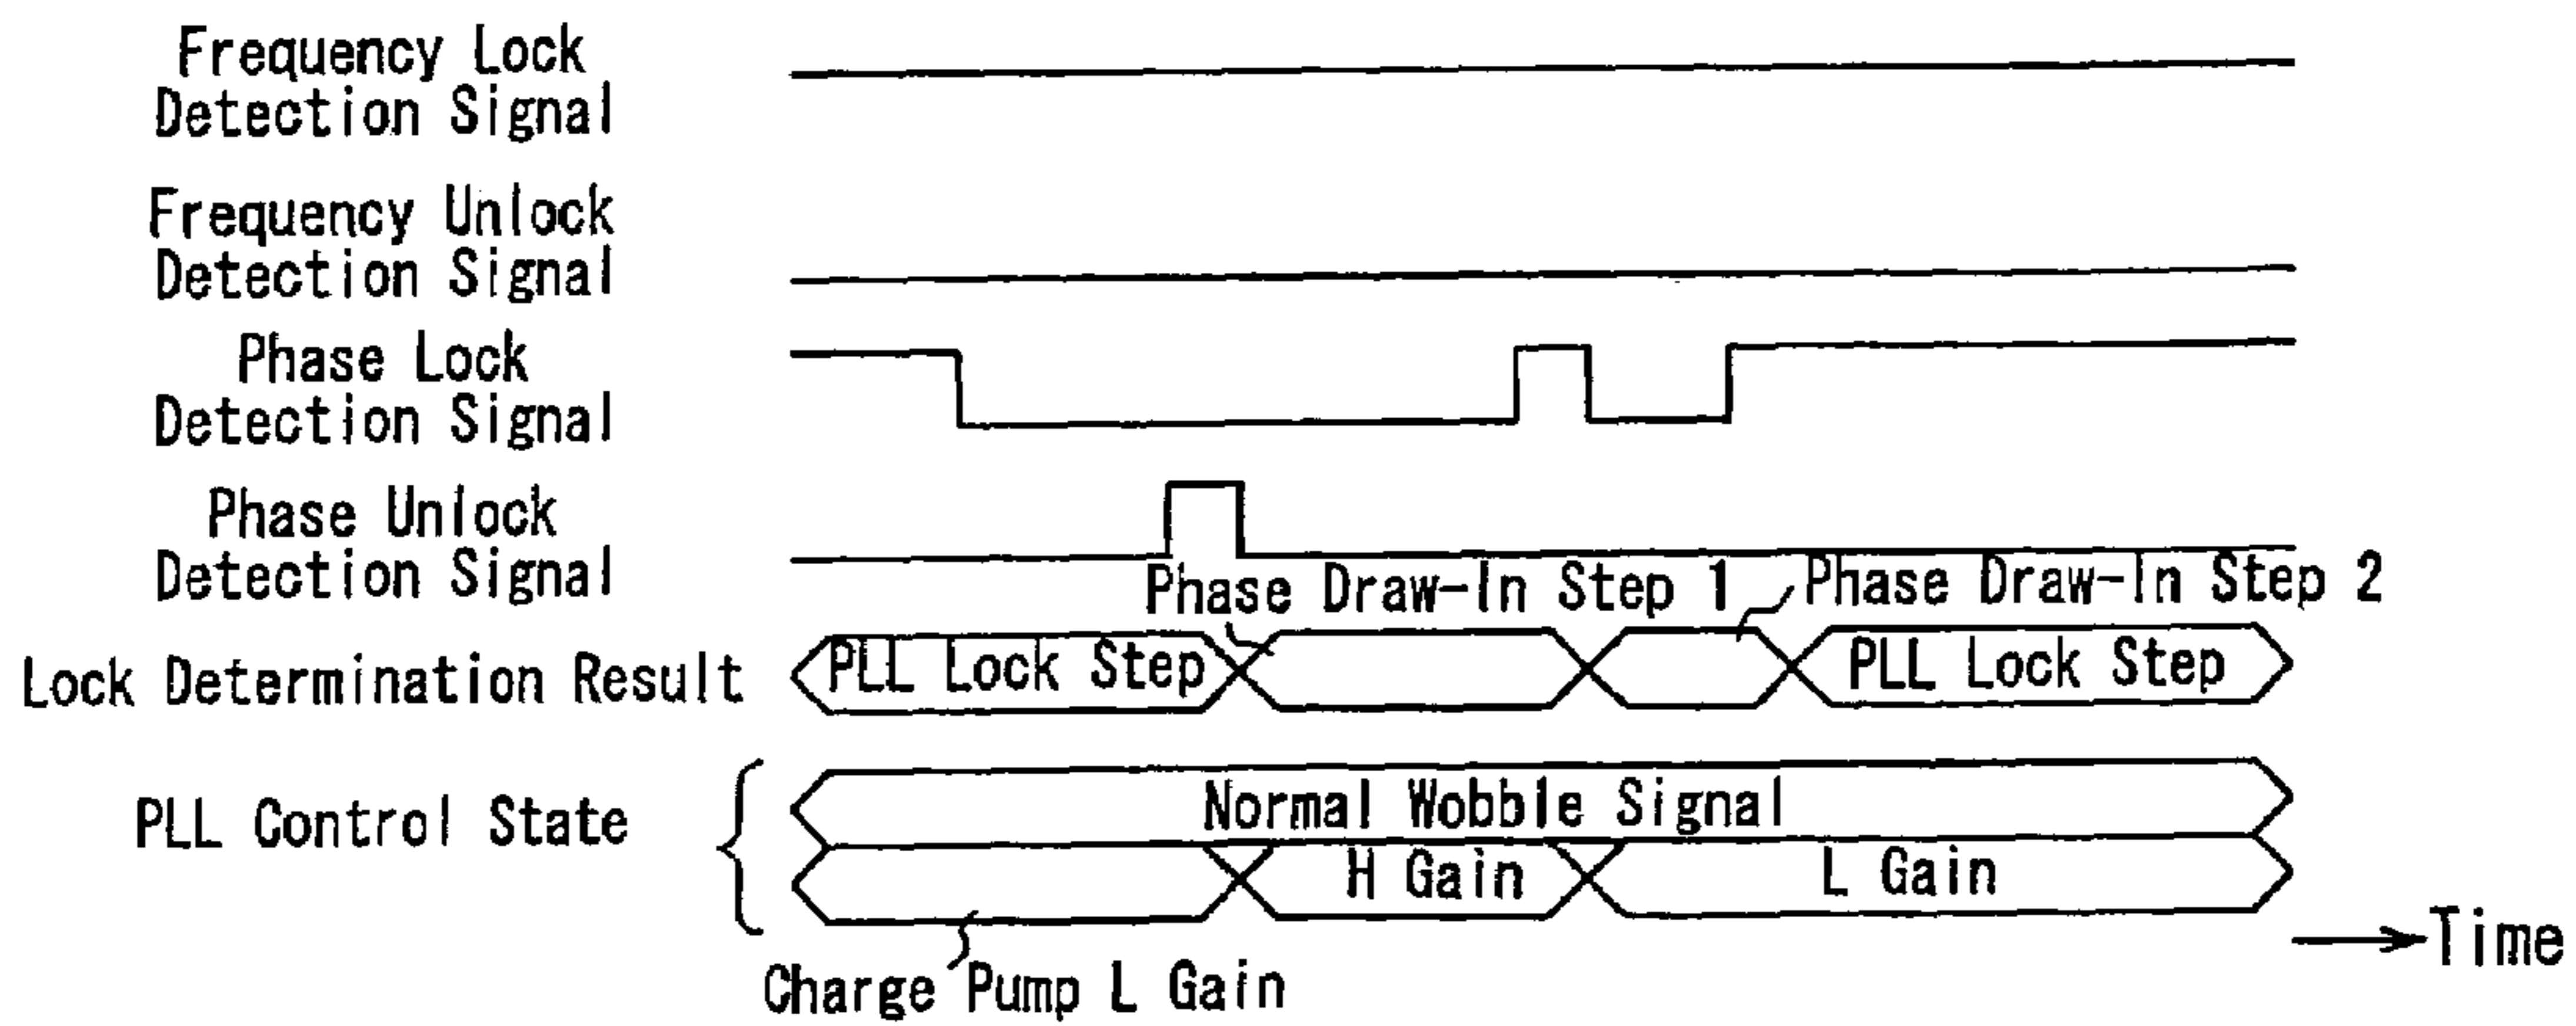 Frequency Lock
Detection Signal
Frequency Unlock
Detection Signal
Phase Lock
Detection Signal
Phase Unlock
Detection Signal
Phase Draw-In Step 1
Phase Draw-In Step 2
Lock Determination Result
PLL Lock Step
PLL Lock Step
PLL Control State
Normal Wobble Signal
H Gain
L Gain
Time
Charge Pump L Gain